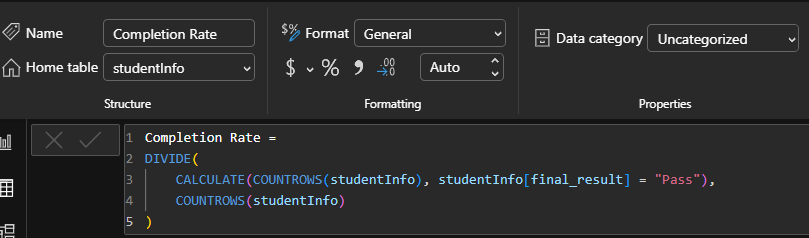 Name Completion Rate $% Format General Data category Uncategorized
Home table studentInfo $ % , .00 →.0 Auto
Structure Formatting Properties
1 Completion Rate =
2 DIVIDE(
3 CALCULATE(COUNTROWS(studentInfo), studentInfo[final_result] = "Pass"),
4 COUNTROWS(studentInfo)
5 )